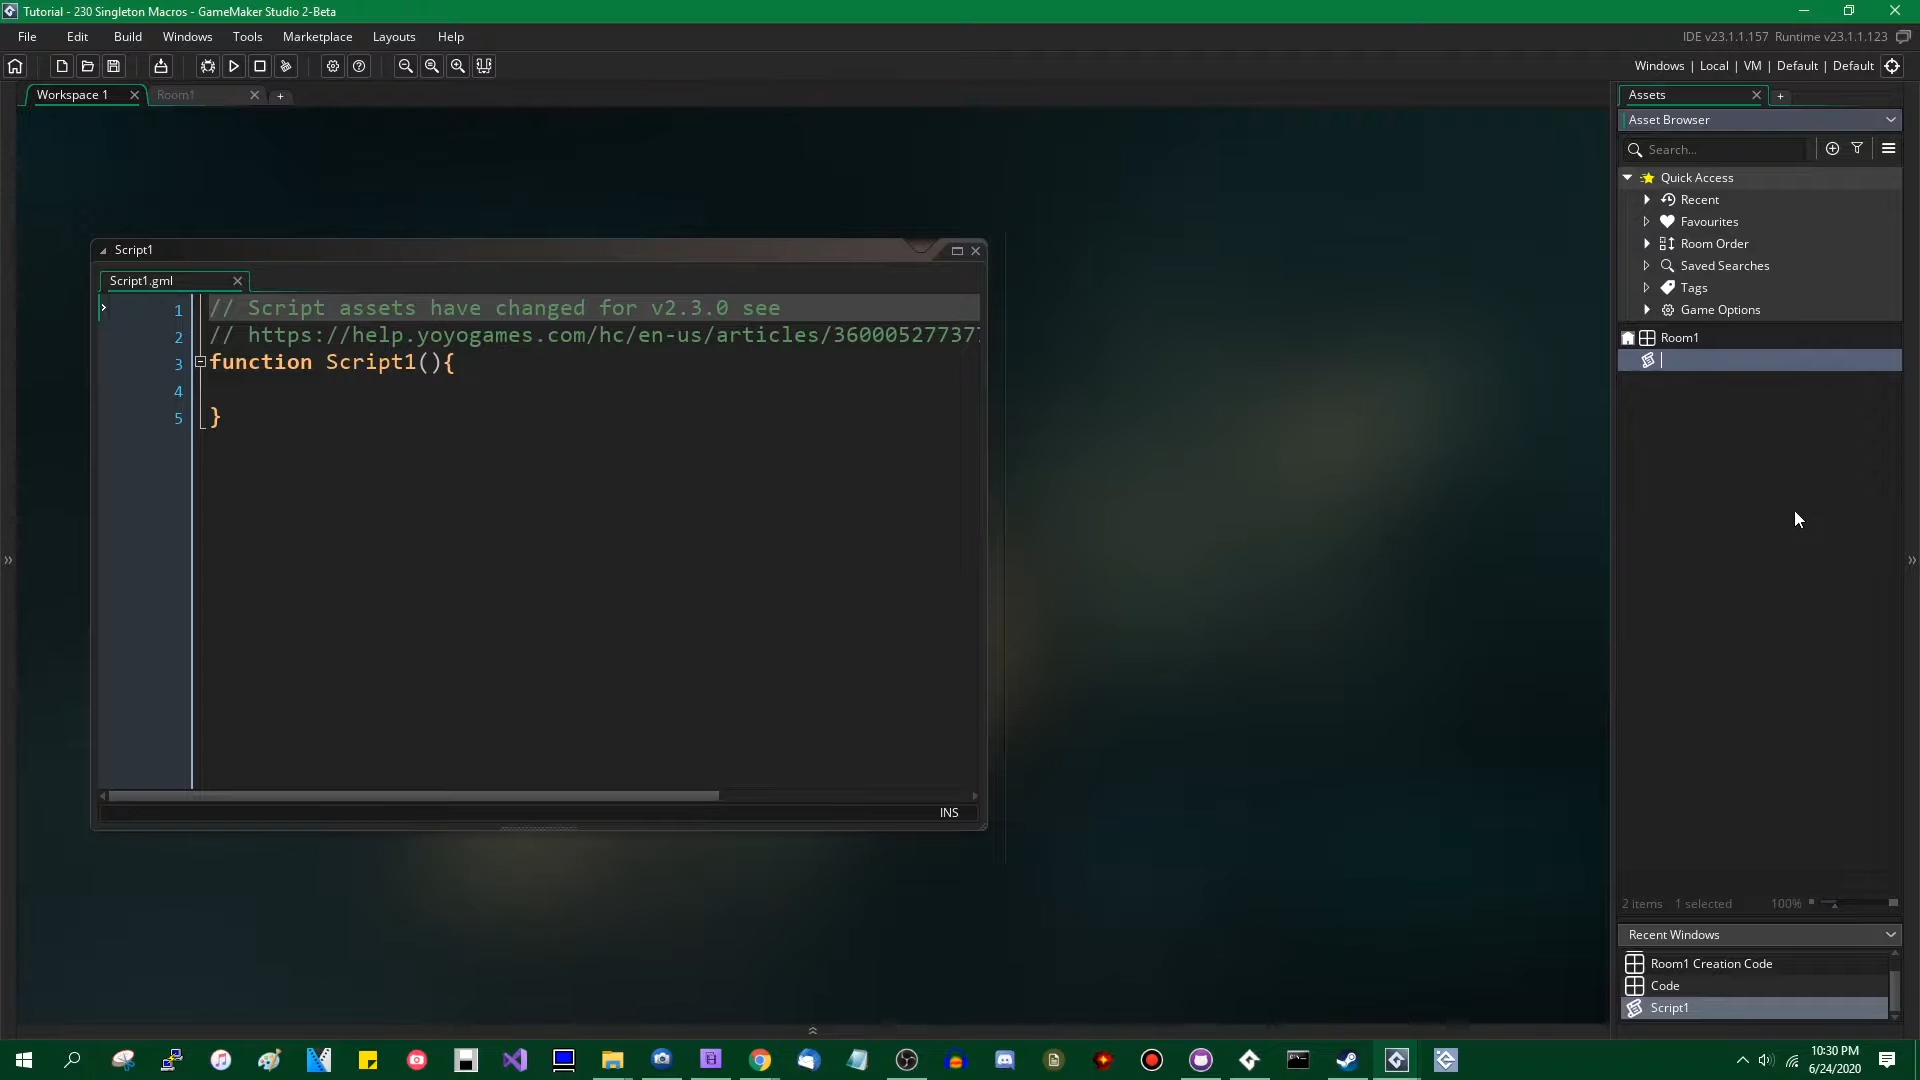 Tutorial - 230 Singleton Macros - GameMaker Studio 2-Beta
File Edit Build Windows Tools Marketplace Layouts Help
IDE v23.1.1.157 Runtime v23.1.1.123
Windows | Local | VM | Default | Default
Workspace 1
Room1
Assets
Asset Browser
Search...
Quick Access
Recent
Favourites
Room Order
Saved Searches
Tags
Game Options
Room1
Script1
Script1.gml
1 // Script assets have changed for v2.3.0 see
2 // https://help.yoyogames.com/hc/en-us/articles/360005277377
3 function Script1(){
4
5 }
INS
2 items 1 selected 100%
Recent Windows
Room1 Creation Code
Code
Script1
10:30 PM
6/24/2020